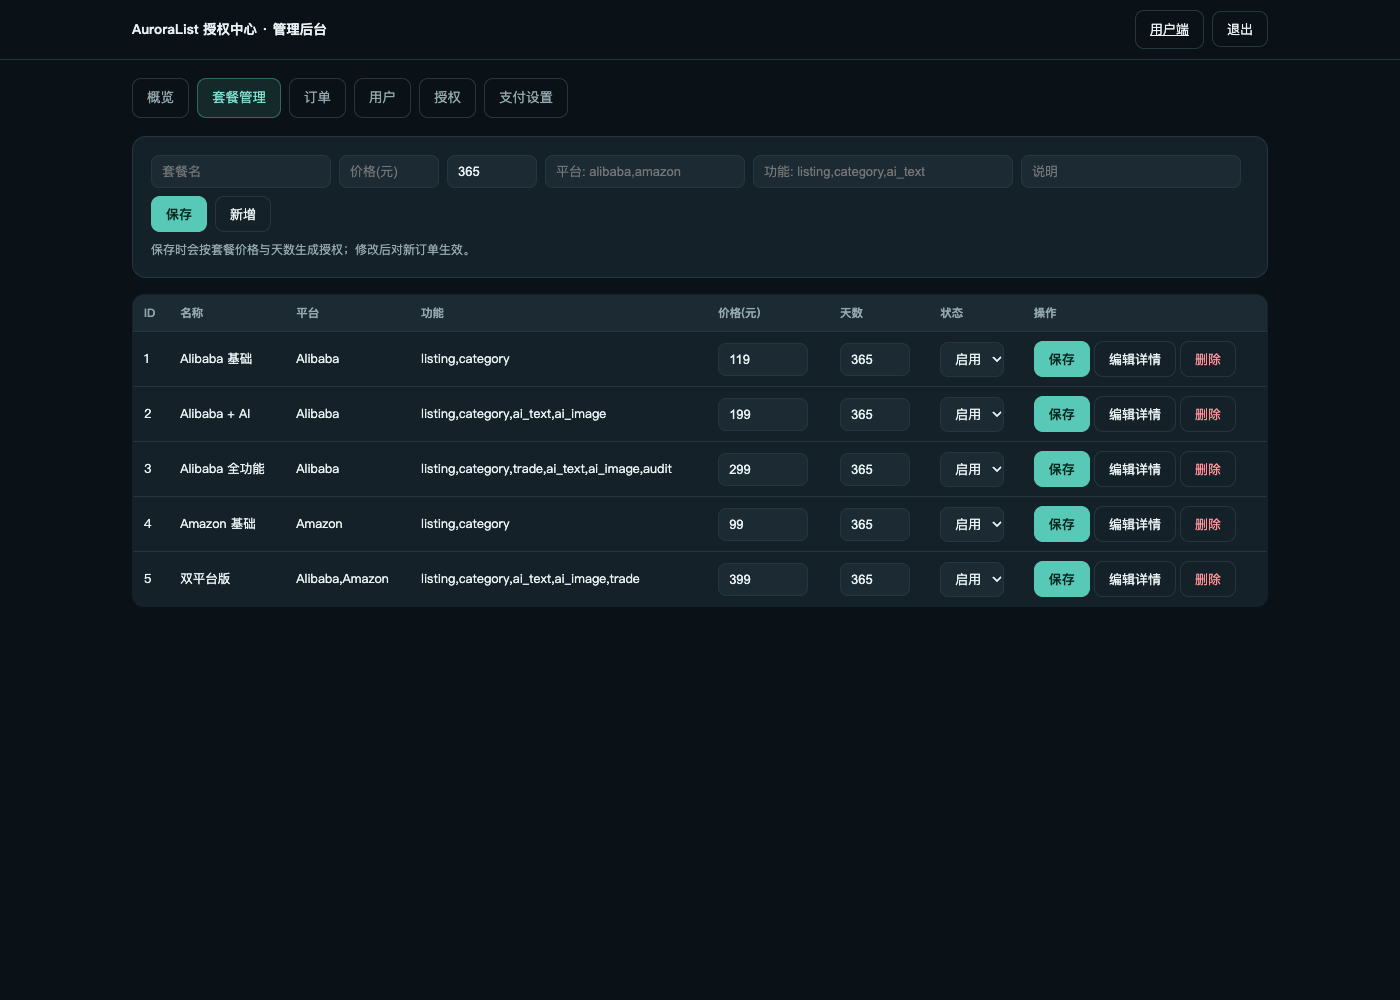 AuroraList 授权中心 · 管理后台
用户端 退出
概览 套餐管理 订单 用户 授权 支付设置
套餐名 价格(元) 365 平台: alibaba,amazon 功能: listing,category,ai_text 说明
保存 新增
保存时会按套餐价格与天数生成授权；修改后对新订单生效。
ID 名称 平台 功能 价格(元) 天数 状态 操作
1 Alibaba 基础 Alibaba listing,category 119 365 启用 保存 编辑详情 删除
2 Alibaba + AI Alibaba listing,category,ai_text,ai_image 199 365 启用 保存 编辑详情 删除
3 Alibaba 全功能 Alibaba listing,category,trade,ai_text,ai_image,audit 299 365 启用 保存 编辑详情 删除
4 Amazon 基础 Amazon listing,category 99 365 启用 保存 编辑详情 删除
5 双平台版 Alibaba,Amazon listing,category,ai_text,ai_image,trade 399 365 启用 保存 编辑详情 删除